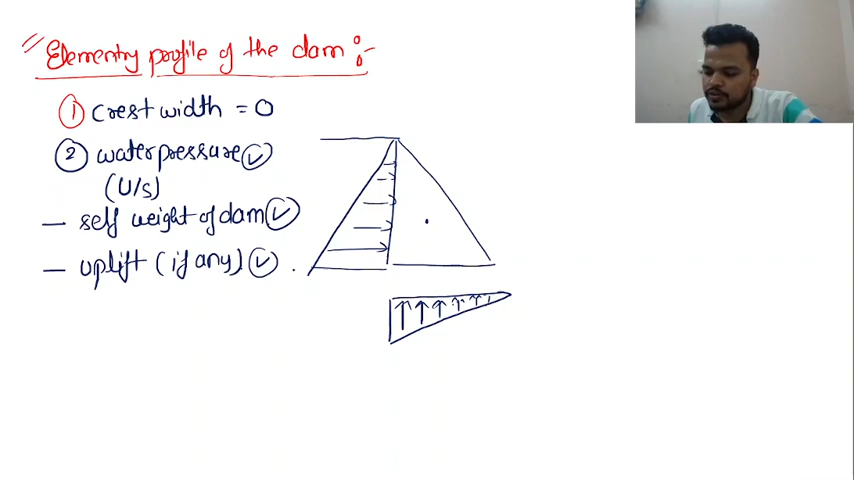 Elementry profile of the dam :-
① crest width = 0
② water pressure
(U/s)
— self weight of dam
— uplift (if any)